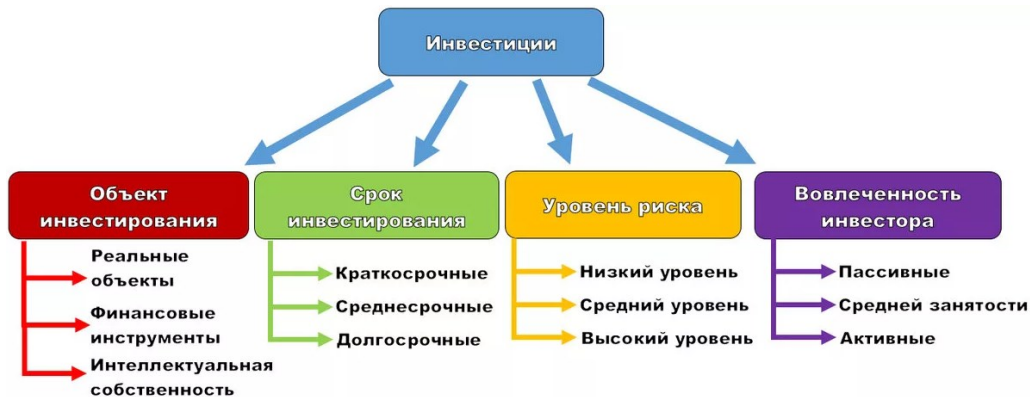 Инвестиции
Объект
инвестирования
Реальные
объекты
Финансовые
инструменты
Интеллектуальная
собственность
Срок
инвестирования
Краткосрочные
Среднесрочные
Долгосрочные
Уровень риска
Низкий уровень
Средний уровень
Высокий уровень
Вовлеченность
инвестора
Пассивные
Средней занятости
Активные